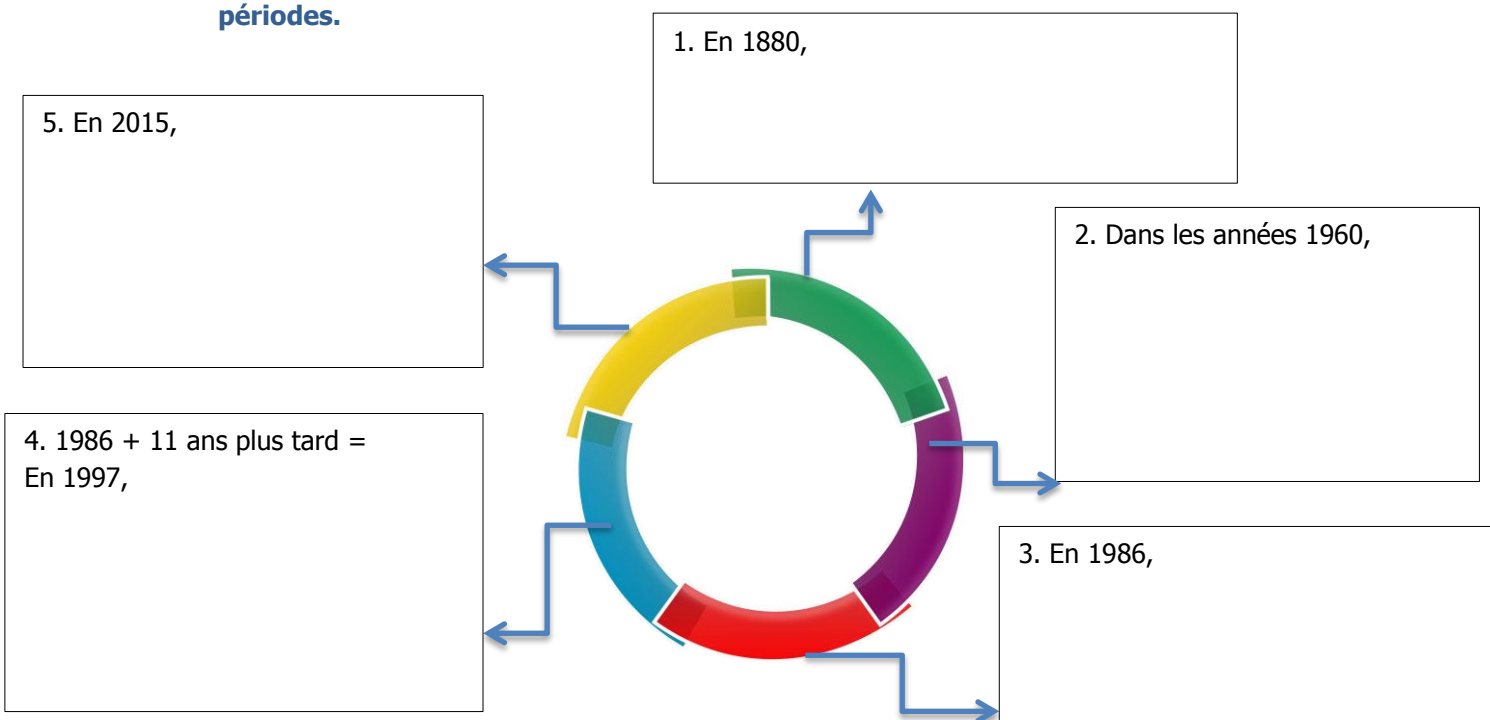 périodes.
1. En 1880,
2. Dans les années 1960,
3. En 1986,
4. 1986 + 11 ans plus tard =
En 1997,
5. En 2015,